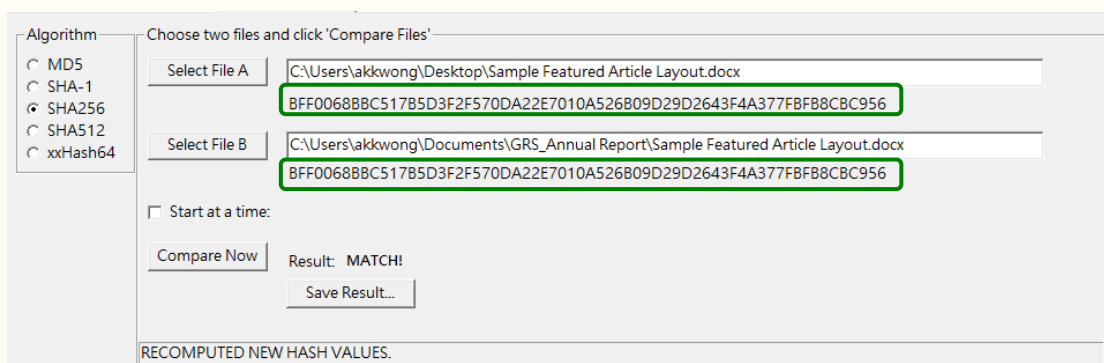 Algorithm
MD5
SHA-1
SHA256
SHA512
xxHash64
Choose two files and click 'Compare Files'
Select File A
C:\Users\akkwong\Desktop\Sample Featured Article Layout.docx
BFF0068BBC517B5D3F2F570DA22E7010A526B09D29D2643F4A377FBFB8CBC956
Select File B
C:\Users\akkwong\Documents\GRS_Annual Report\Sample Featured Article Layout.docx
BFF0068BBC517B5D3F2F570DA22E7010A526B09D29D2643F4A377FBFB8CBC956
Start at a time:
Compare Now
Result: MATCH!
Save Result...
RECOMPUTED NEW HASH VALUES.